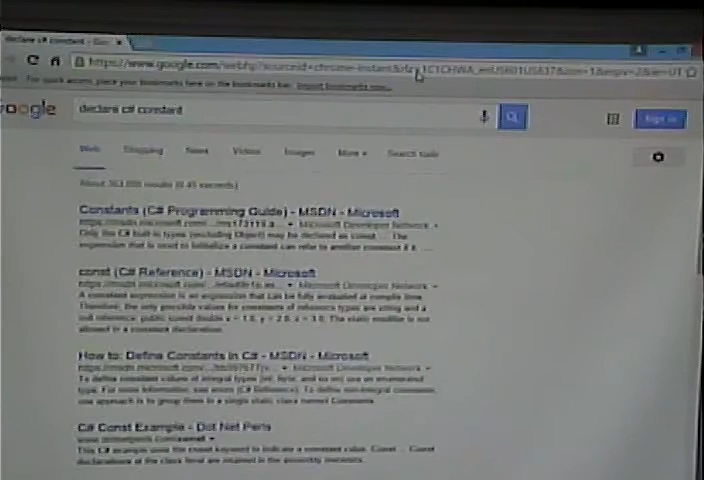 declare c# constant - Goo
https://www.google.com/webhp?sourceid=chrome-instant&rlz=1C1CHWA_enUS601US637&ion=1&espv=2&ie=UT
For quick access, place your bookmarks here on the bookmarks bar. Import bookmarks now...
oogle
declare c# constant
Sign in
Web Shopping News Videos Images More Search tools
results (0.45 seconds)
Constants (C# Programming Guide) - MSDN - Microsoft
https://msdn.microsoft.com/ Microsoft Developer Network
Only the C# built-in types (excluding Object) may be declared as const ... The
expression that is used to initialize a constant can refer to another constant if it ...
const (C# Reference) - MSDN - Microsoft
https://msdn.microsoft.com/ Microsoft Developer Network
A constant expression is an expression that can be fully evaluated at compile time.
Therefore, the only possible values for constants of reference types are string and a
null reference. public const double x = 1.0, y = 2.0, z = 3.0; The static modifier is not
allowed in a constant declaration.
How to: Define Constants in C# - MSDN - Microsoft
https://msdn.microsoft.com/ Microsoft Developer Network
To define constant values of integral types (int, byte, and so on) use an enumerated
type. For more information, see enum (C# Reference). To define non-integral constants,
one approach is to group them in a single static class named Constants.
C# Const Example - Dot Net Perls
www.dotnetperls.com/const
This C# example uses the const keyword to indicate a constant value. Const ... Const
declarations at the class level are inlined in the assembly metadata.